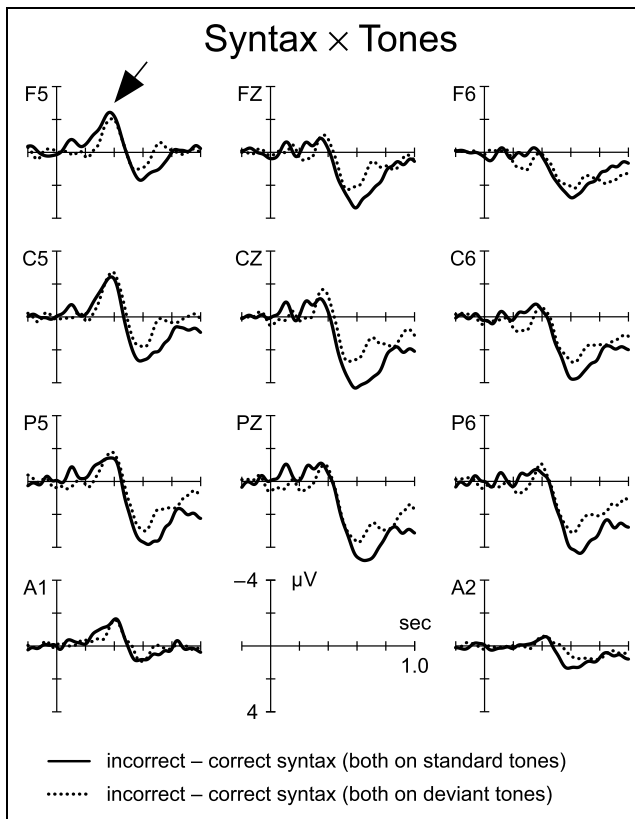 Syntax × Tones
F5 FZ F6
C5 CZ C6
P5 PZ P6
A1 –4 µV A2
sec
1.0
4
incorrect – correct syntax (both on standard tones)
incorrect – correct syntax (both on deviant tones)